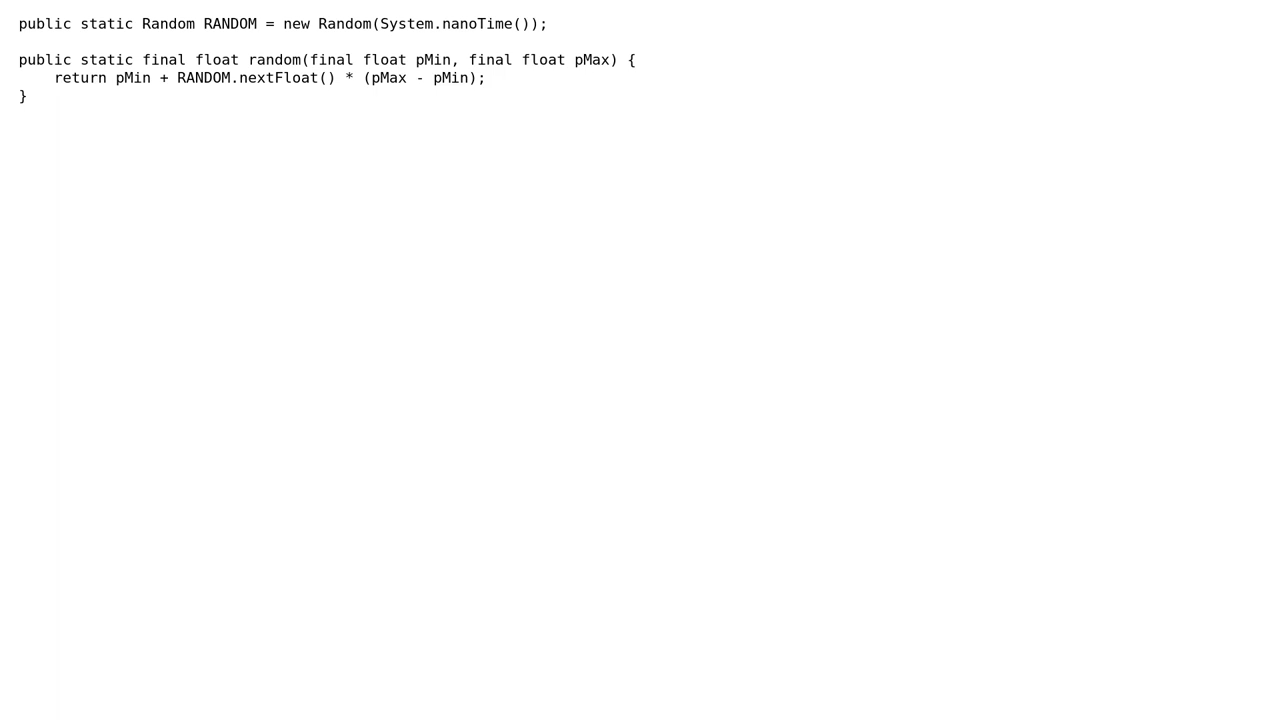 public static Random RANDOM = new Random(System.nanoTime());
public static final float random(final float pMin, final float pMax) {
    return pMin + RANDOM.nextFloat() * (pMax - pMin);
}